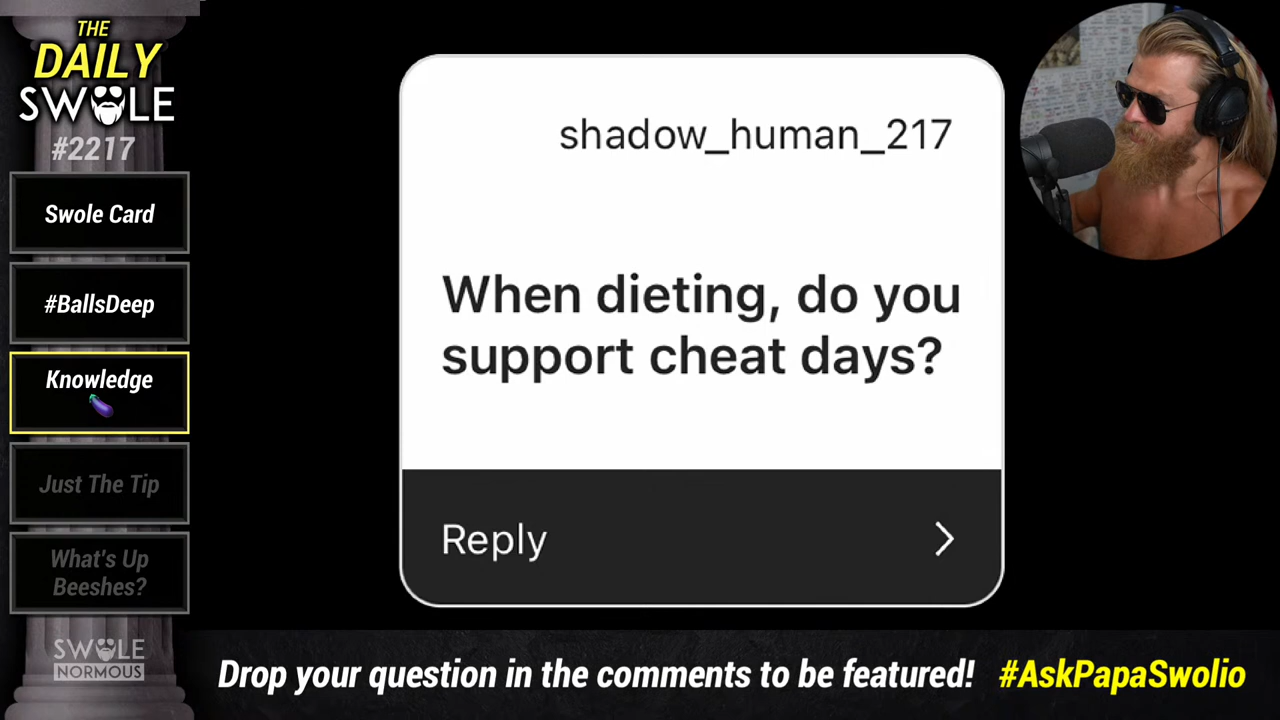 THE
DAILY
SWOLE
#2217
Swole Card
#BallsDeep
Knowledge
Just The Tip
What's Up
Beeshes?
SWOLE
NORMOUS
shadow_human_217
When dieting, do you
support cheat days?
Reply
Drop your question in the comments to be featured! #AskPapaSwolio